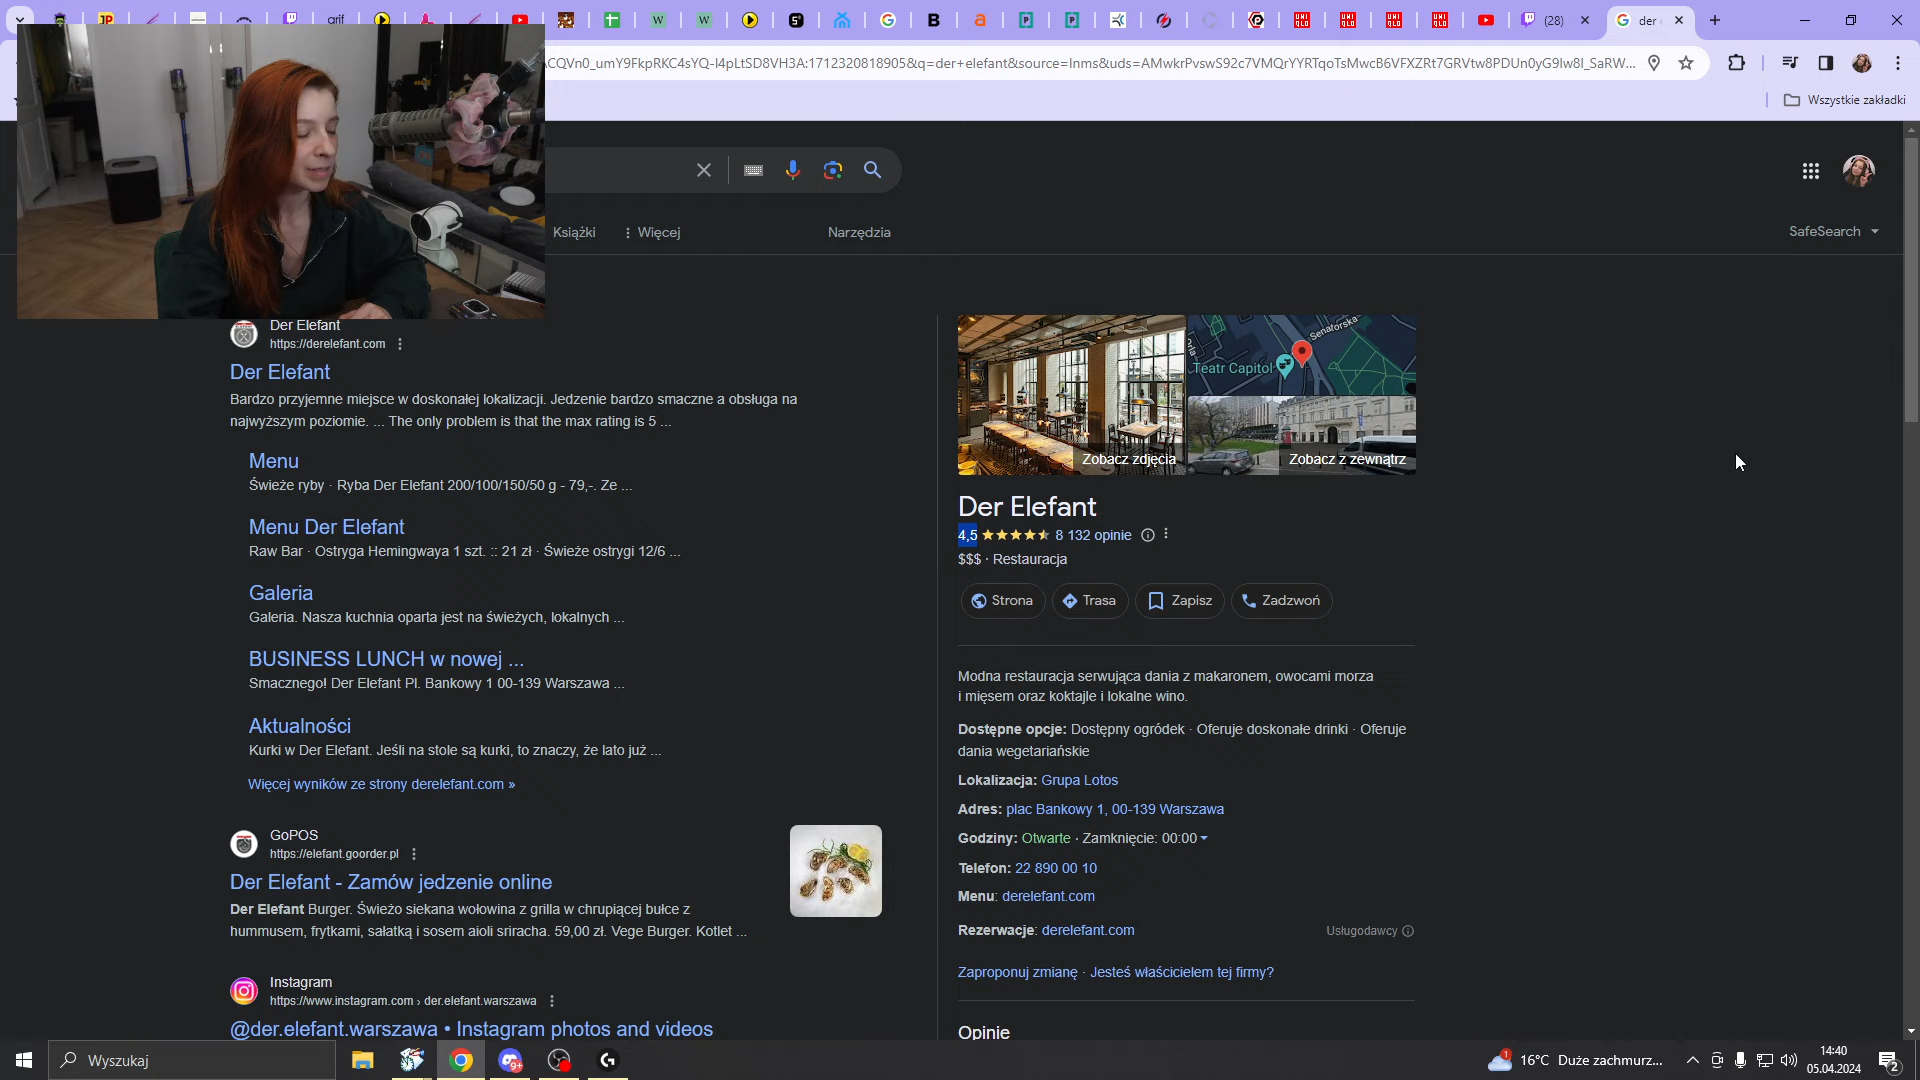 (28)
der
ACQVn0_umY9FkpRKC4sYQ-I4pLtSD8VH3A:1712320818905&q=der+elefant&source=lnms&uds=AMwkrPvswS92c7VMQrYYRTqoTsMwcB6VFXZRt7GRVtw8PDUn0yG9lw8l_SaRW...
Wszystkie zakładki
Książki
Więcej
Narzędzia
SafeSearch
Der Elefant
https://derelefant.com
Der Elefant
Bardzo przyjemne miejsce w doskonałej lokalizacji. Jedzenie bardzo smaczne a obsługa na
najwyższym poziomie. ... The only problem is that the max rating is 5 ...
Menu
Świeże ryby · Ryba Der Elefant 200/100/150/50 g - 79,-. Ze ...
Menu Der Elefant
Raw Bar · Ostryga Hemingwaya 1 szt. :: 21 zł · Świeże ostrygi 12/6 ...
Galeria
Galeria. Nasza kuchnia oparta jest na świeżych, lokalnych ...
BUSINESS LUNCH w nowej ...
Smacznego! Der Elefant Pl. Bankowy 1 00-139 Warszawa ...
Aktualności
Kurki w Der Elefant. Jeśli na stole są kurki, to znaczy, że lato już ...
Więcej wyników ze strony derelefant.com »
GoPOS
https://elefant.goorder.pl
Der Elefant - Zamów jedzenie online
Der Elefant Burger. Świeżo siekana wołowina z grilla w chrupiącej bułce z
hummusem, frytkami, sałatką i sosem aioli sriracha. 59,00 zł. Vege Burger. Kotlet ...
Instagram
https://www.instagram.com › der.elefant.warszawa
@der.elefant.warszawa • Instagram photos and videos
Senatorska
Teatr Capitol
Zobacz zdjęcia
Zobacz z zewnątrz
Der Elefant
4,5 8 132 opinie
$$$ · Restauracja
Strona
Trasa
Zapisz
Zadzwoń
Modna restauracja serwująca dania z makaronem, owocami morza
i mięsem oraz koktajle i lokalne wino.
Dostępne opcje: Dostępny ogródek · Oferuje doskonałe drinki · Oferuje
dania wegetariańskie
Lokalizacja: Grupa Lotos
Adres: plac Bankowy 1, 00-139 Warszawa
Godziny: Otwarte · Zamknięcie: 00:00
Telefon: 22 890 00 10
Menu: derelefant.com
Rezerwacje: derelefant.com
Usługodawcy
Zaproponuj zmianę · Jesteś właścicielem tej firmy?
Opinie
Wyszukaj
9+
1
16°C Duże zachmurz...
14:40
05.04.2024
2